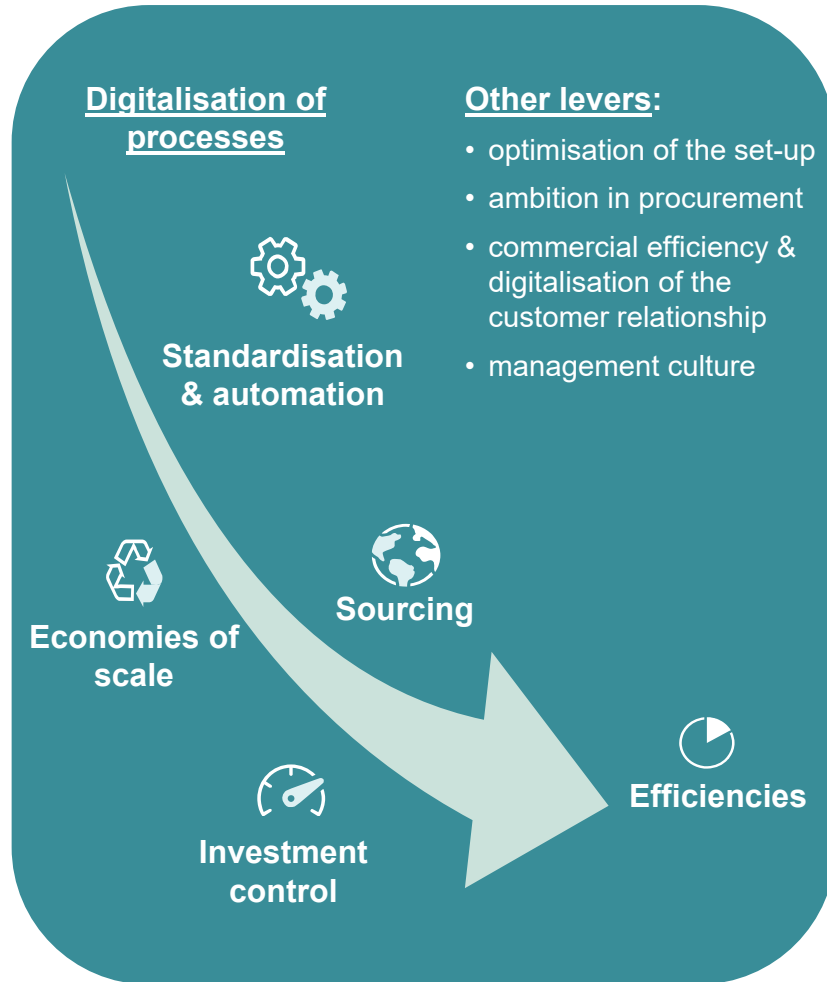 Digitalisation of
processes
Other levers:
• optimisation of the set-up
• ambition in procurement
• commercial efficiency &
digitalisation of the
customer relationship
• management culture
Standardisation
& automation
Sourcing
Economies of
scale
Efficiencies
Investment
control